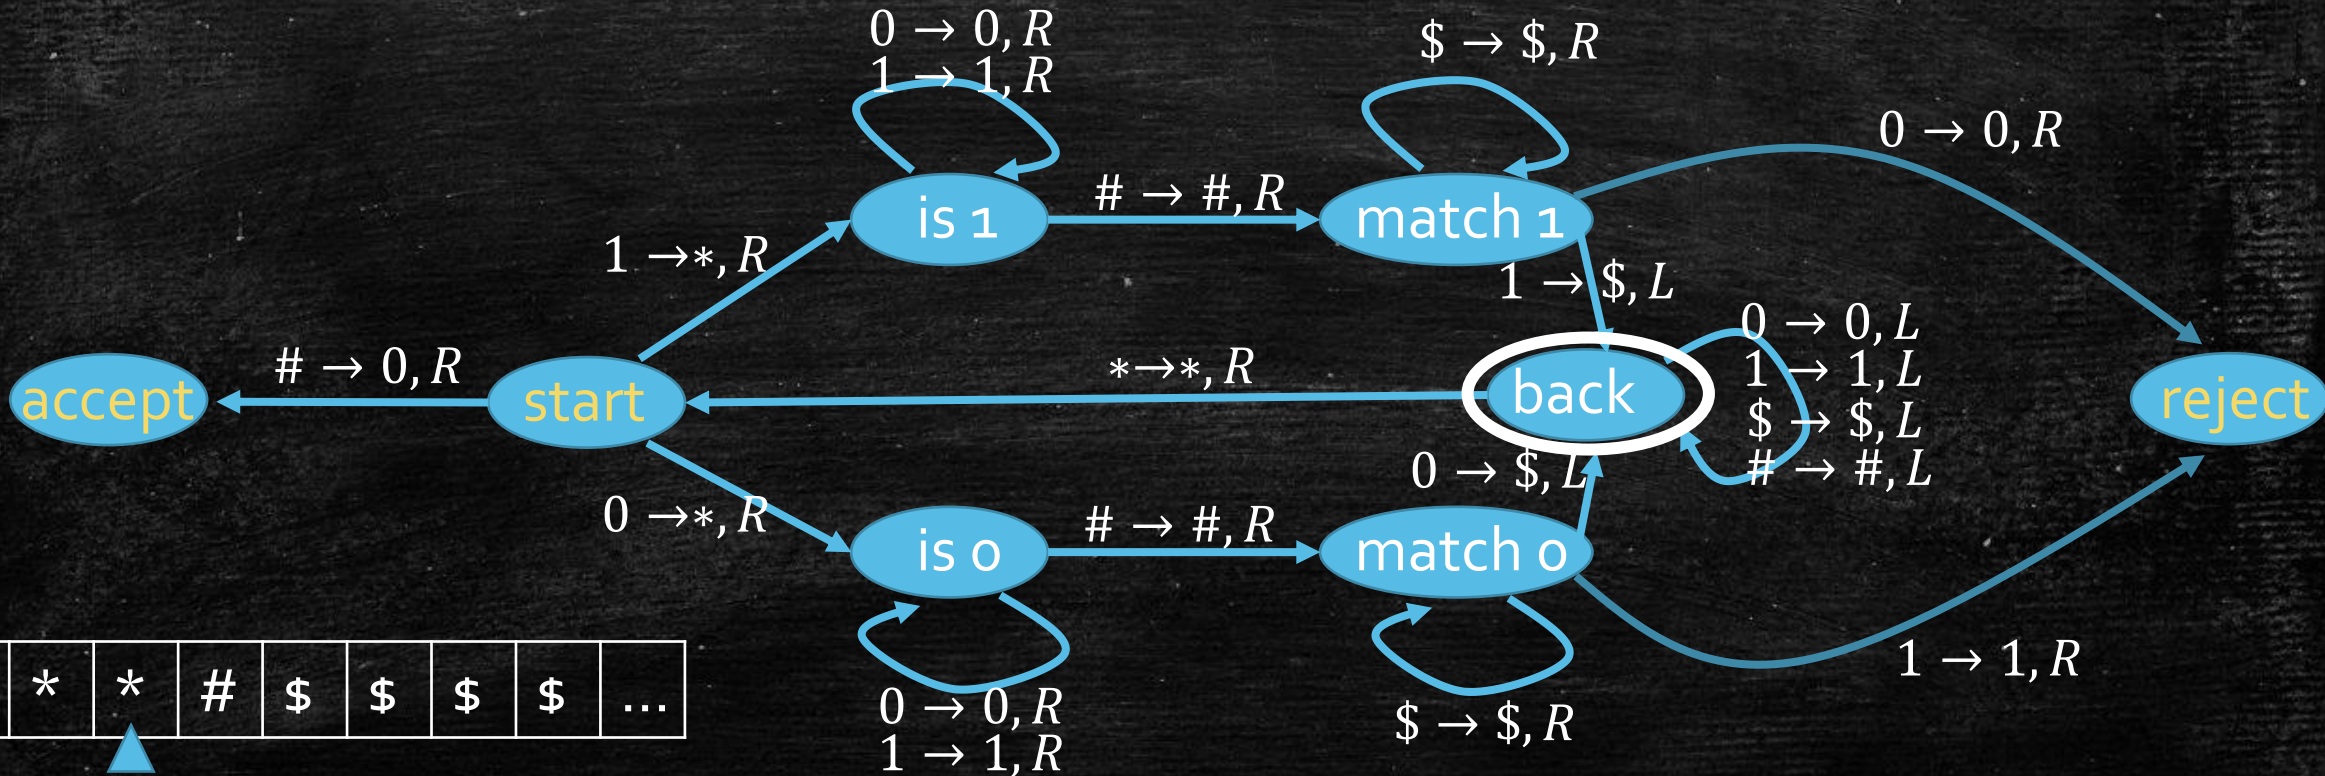 0 → 0, R
1 → 1, R
$ → $, R
0 → 0, R
is 1
# → #, R
match 1
1 →*, R
1 → $, L
0 → 0, L
1 → 1, L
$ → $, L
# → #, L
accept
# → 0, R
start
*→*, R
back
reject
0 → $, L
0 →*, R
is 0
# → #, R
match 0
1 → 1, R
* * # $ $ $ $ ...
0 → 0, R
1 → 1, R
$ → $, R